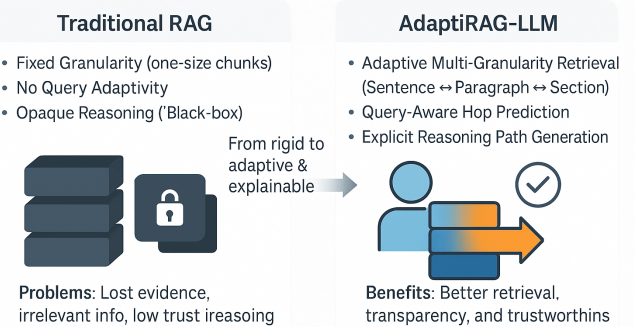 Traditional RAG
• Fixed Granularity (one-size chunks)
• No Query Adaptivity
• Opaque Reasoning ('Black-box)
From rigid to
adaptive &
explainable
Problems: Lost evidence,
irrelevant info, low trust ireasoing
AdaptiRAG-LLM
• Adaptive Multi-Granularity Retrieval
(Sentence ↔ Paragraph ↔ Section)
• Query-Aware Hop Prediction
• Explicit Reasoning Path Generation
Benefits: Better retrieval,
transparency, and trustworthins